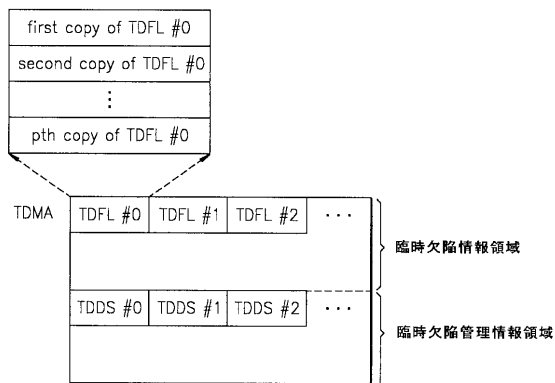 first copy of TDFL #0
second copy of TDFL #0
⋮
pth copy of TDFL #0
TDMA
TDFL #0
TDFL #1
TDFL #2
···
臨時欠陥情報領域
TDDS #0
TDDS #1
TDDS #2
···
臨時欠陥管理情報領域